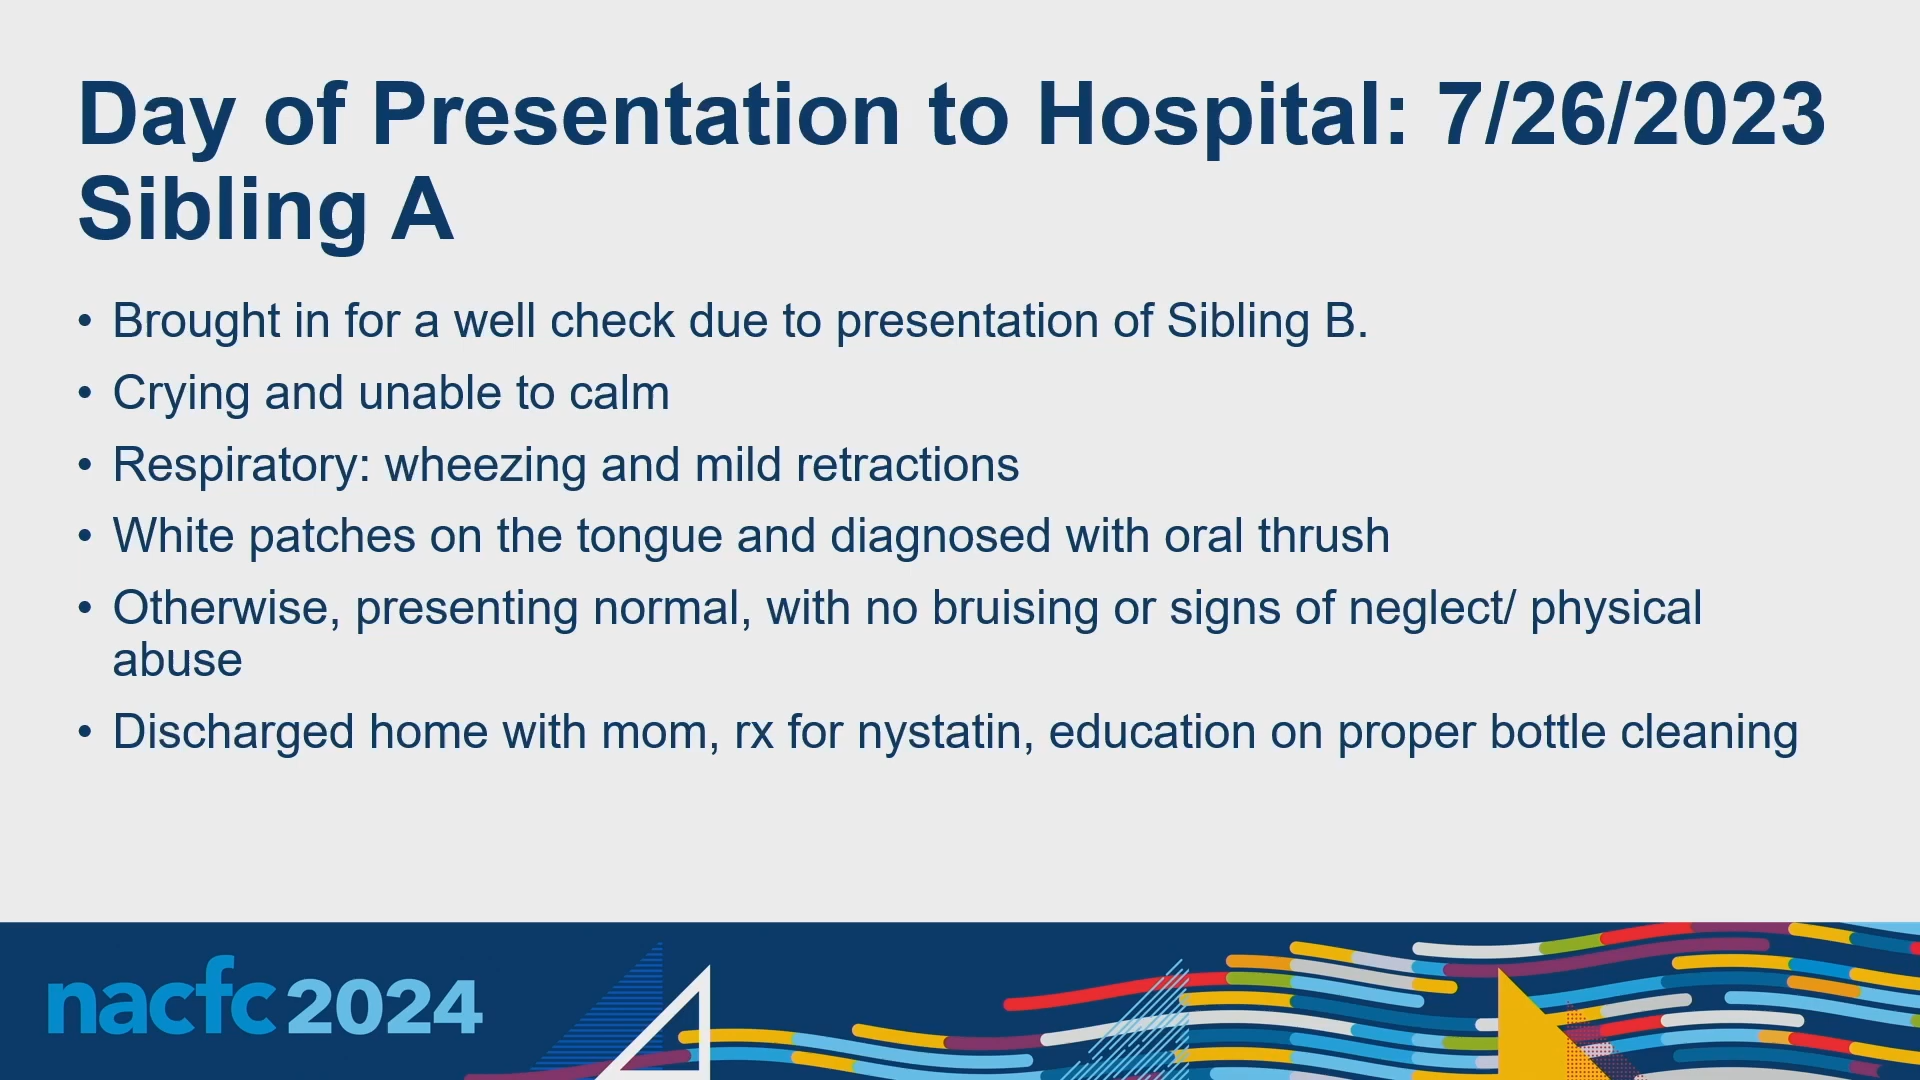 Day of Presentation to Hospital: 7/26/2023
Sibling A
• Brought in for a well check due to presentation of Sibling B.
• Crying and unable to calm
• Respiratory: wheezing and mild retractions
• White patches on the tongue and diagnosed with oral thrush
• Otherwise, presenting normal, with no bruising or signs of neglect/ physical
abuse
• Discharged home with mom, rx for nystatin, education on proper bottle cleaning
nacfc 2024